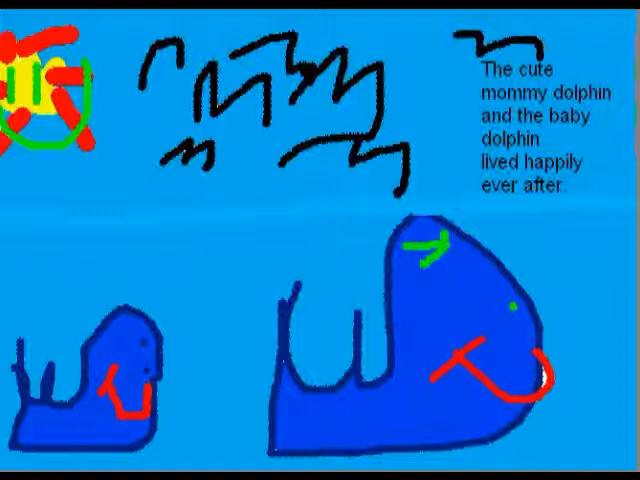 The cute
mommy dolphin
and the baby
dolphin
lived happily
ever after.